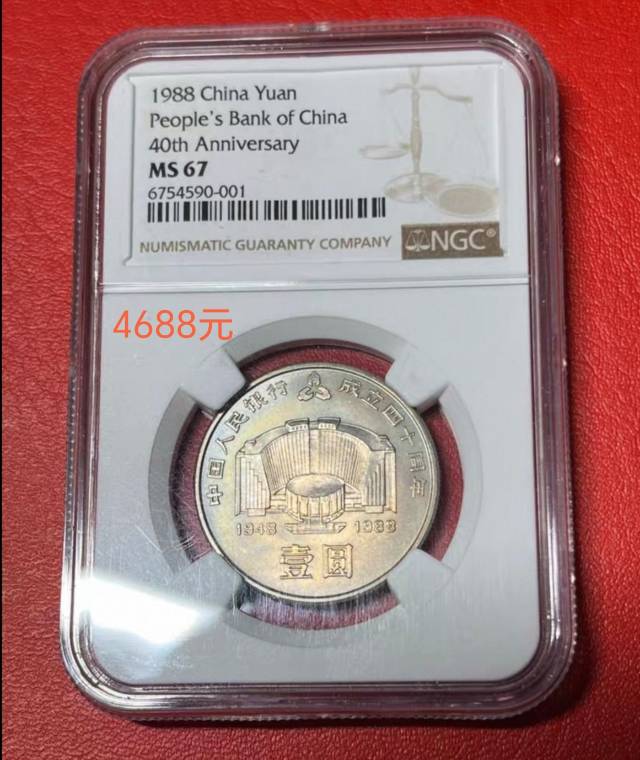 1988 China Yuan
People's Bank of China
40th Anniversary
MS 67
6754590-001
NUMISMATIC GUARANTY COMPANY
NGC®
4688元
中国人民银行 成立四十周年
1948 1988
壹圆